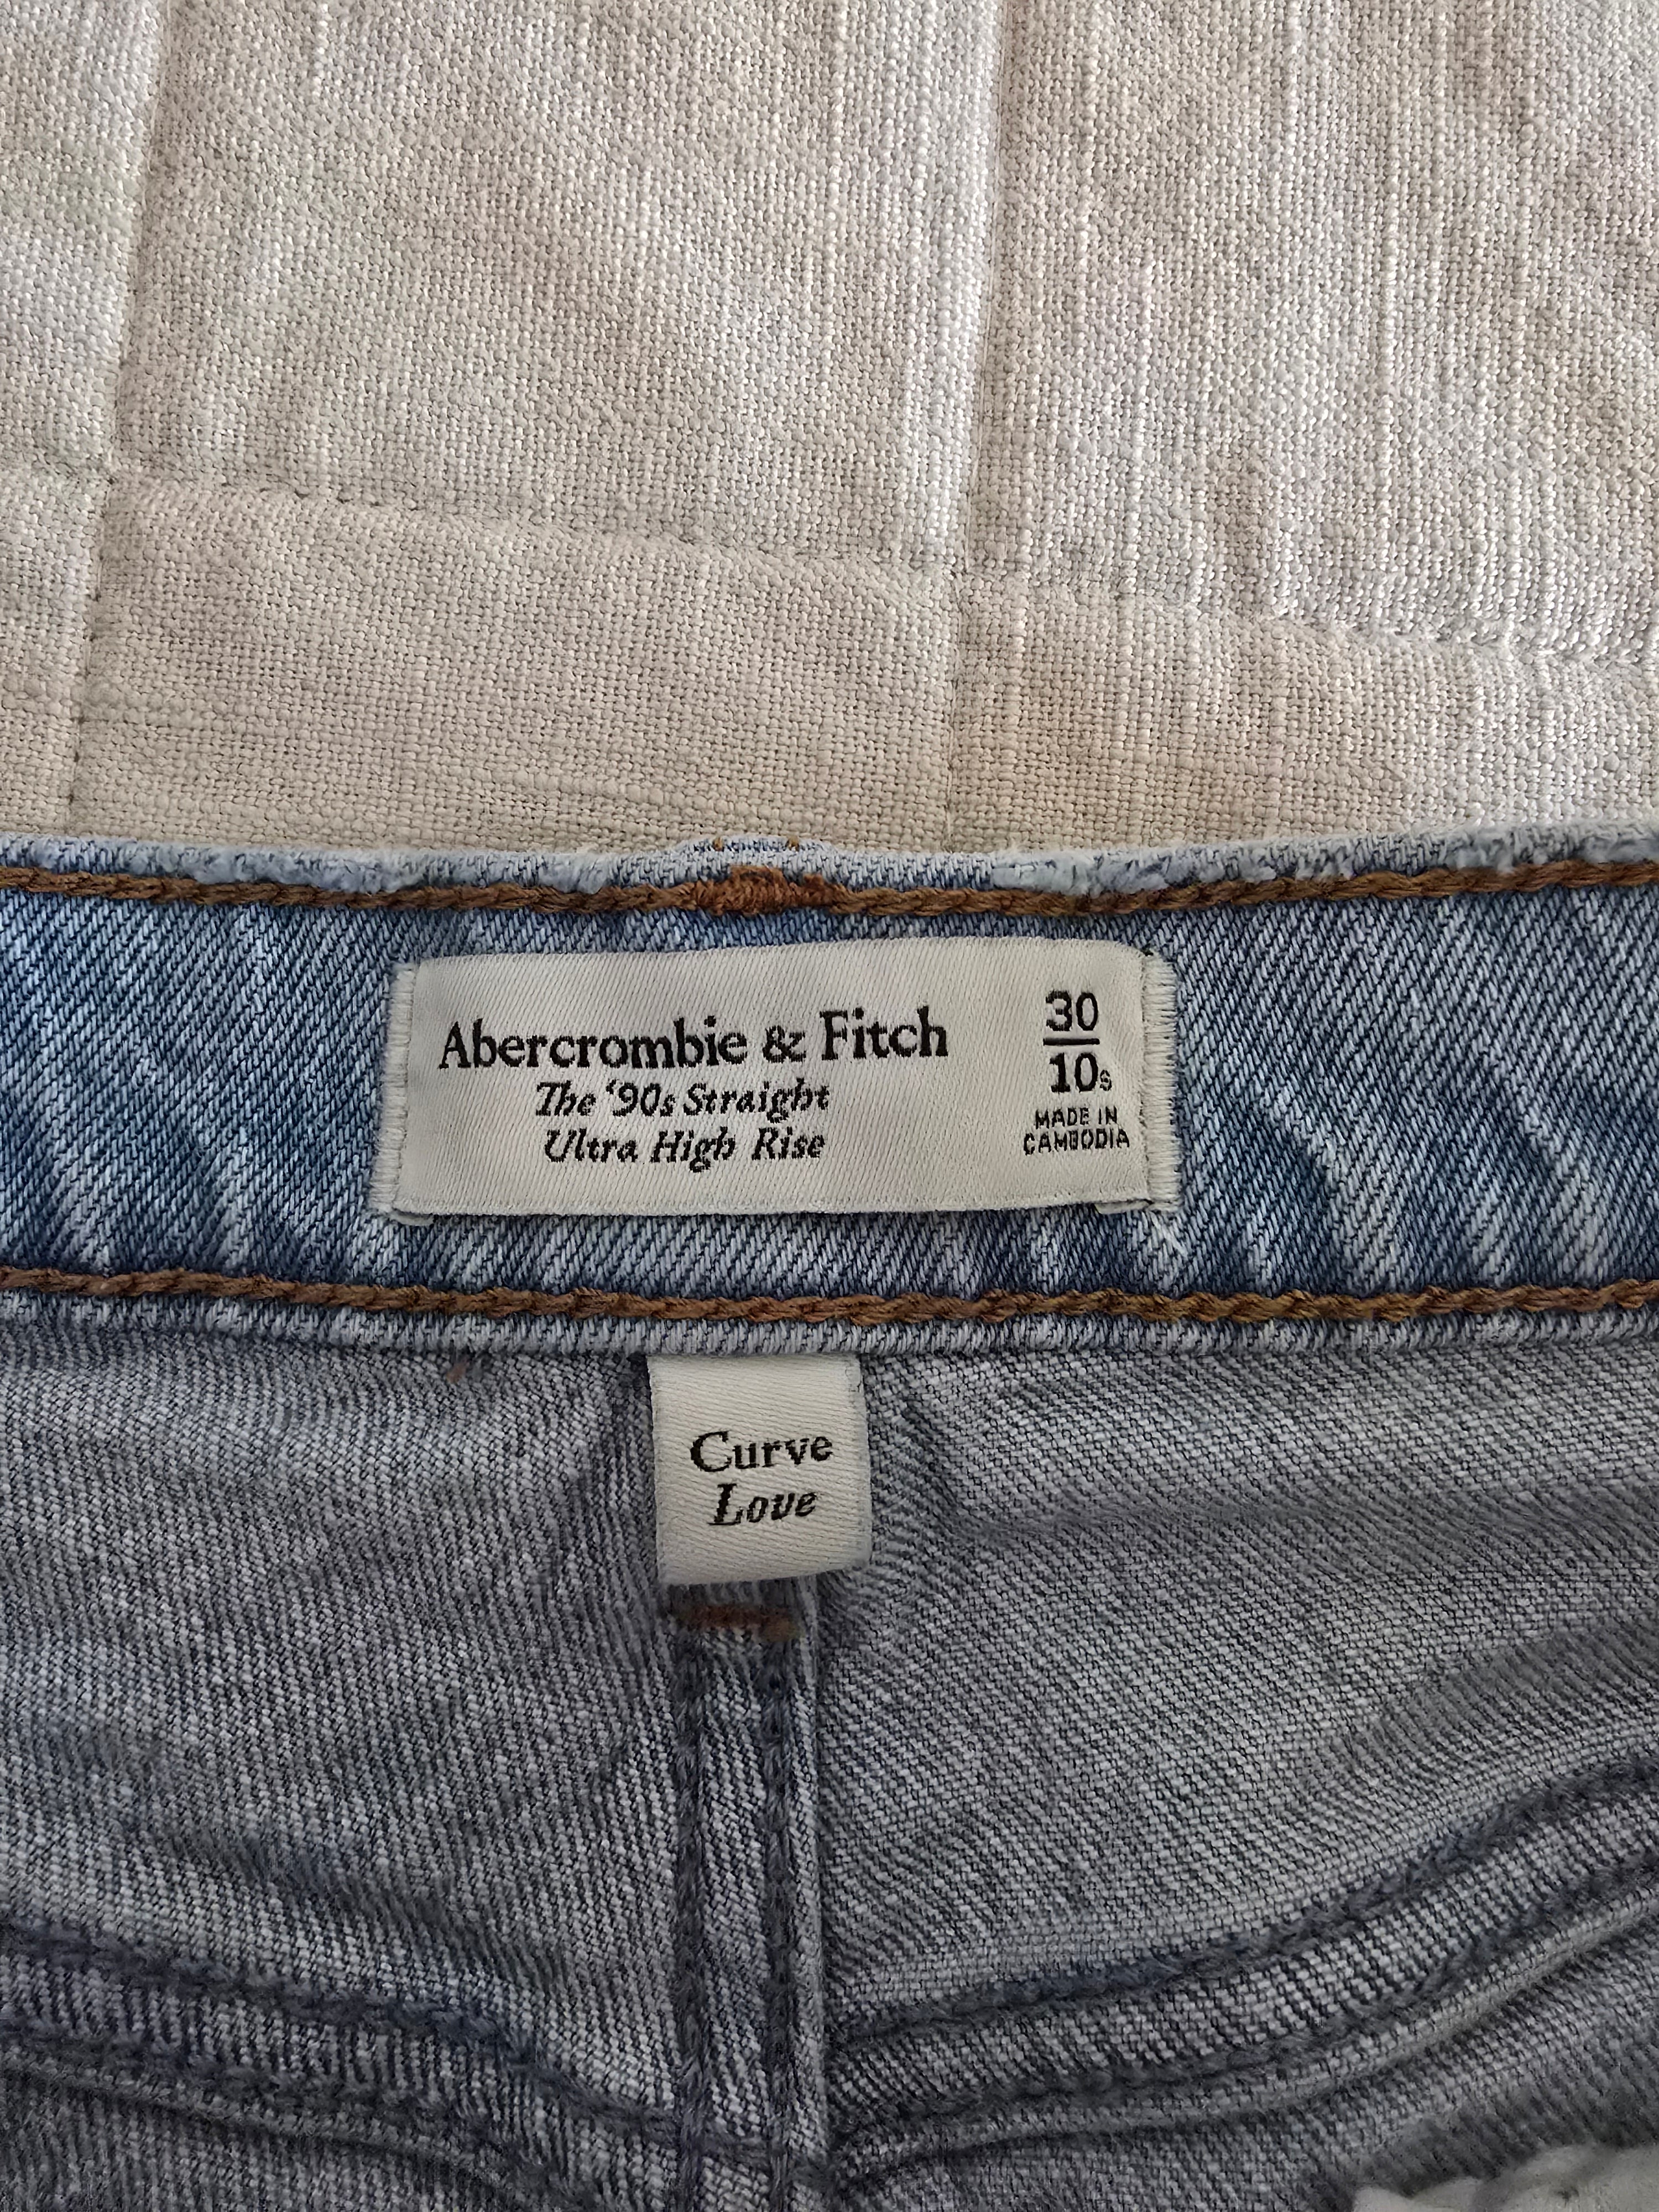 Abercrombie & Fitch
The ‘90s Straight
Ultra High Rise
30
10s
MADE IN
CAMBODIA
Curve
Love